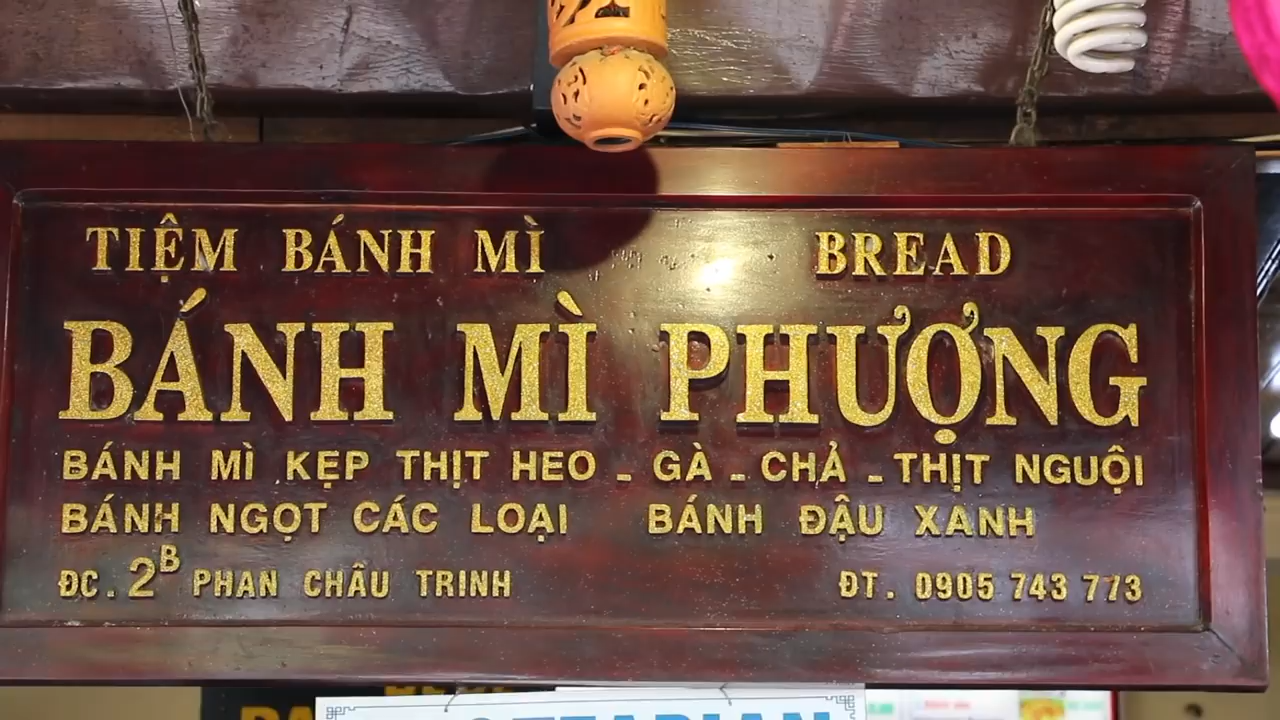 TIỆM BÁNH MÌ BREAD
BÁNH MÌ PHƯỢNG
BÁNH MÌ KẸP THỊT HEO - GÀ - CHẢ - THỊT NGUỘI
BÁNH NGỌT CÁC LOẠI BÁNH ĐẬU XANH
ĐC. 2B PHAN CHÂU TRINH ĐT. 0905 743 773